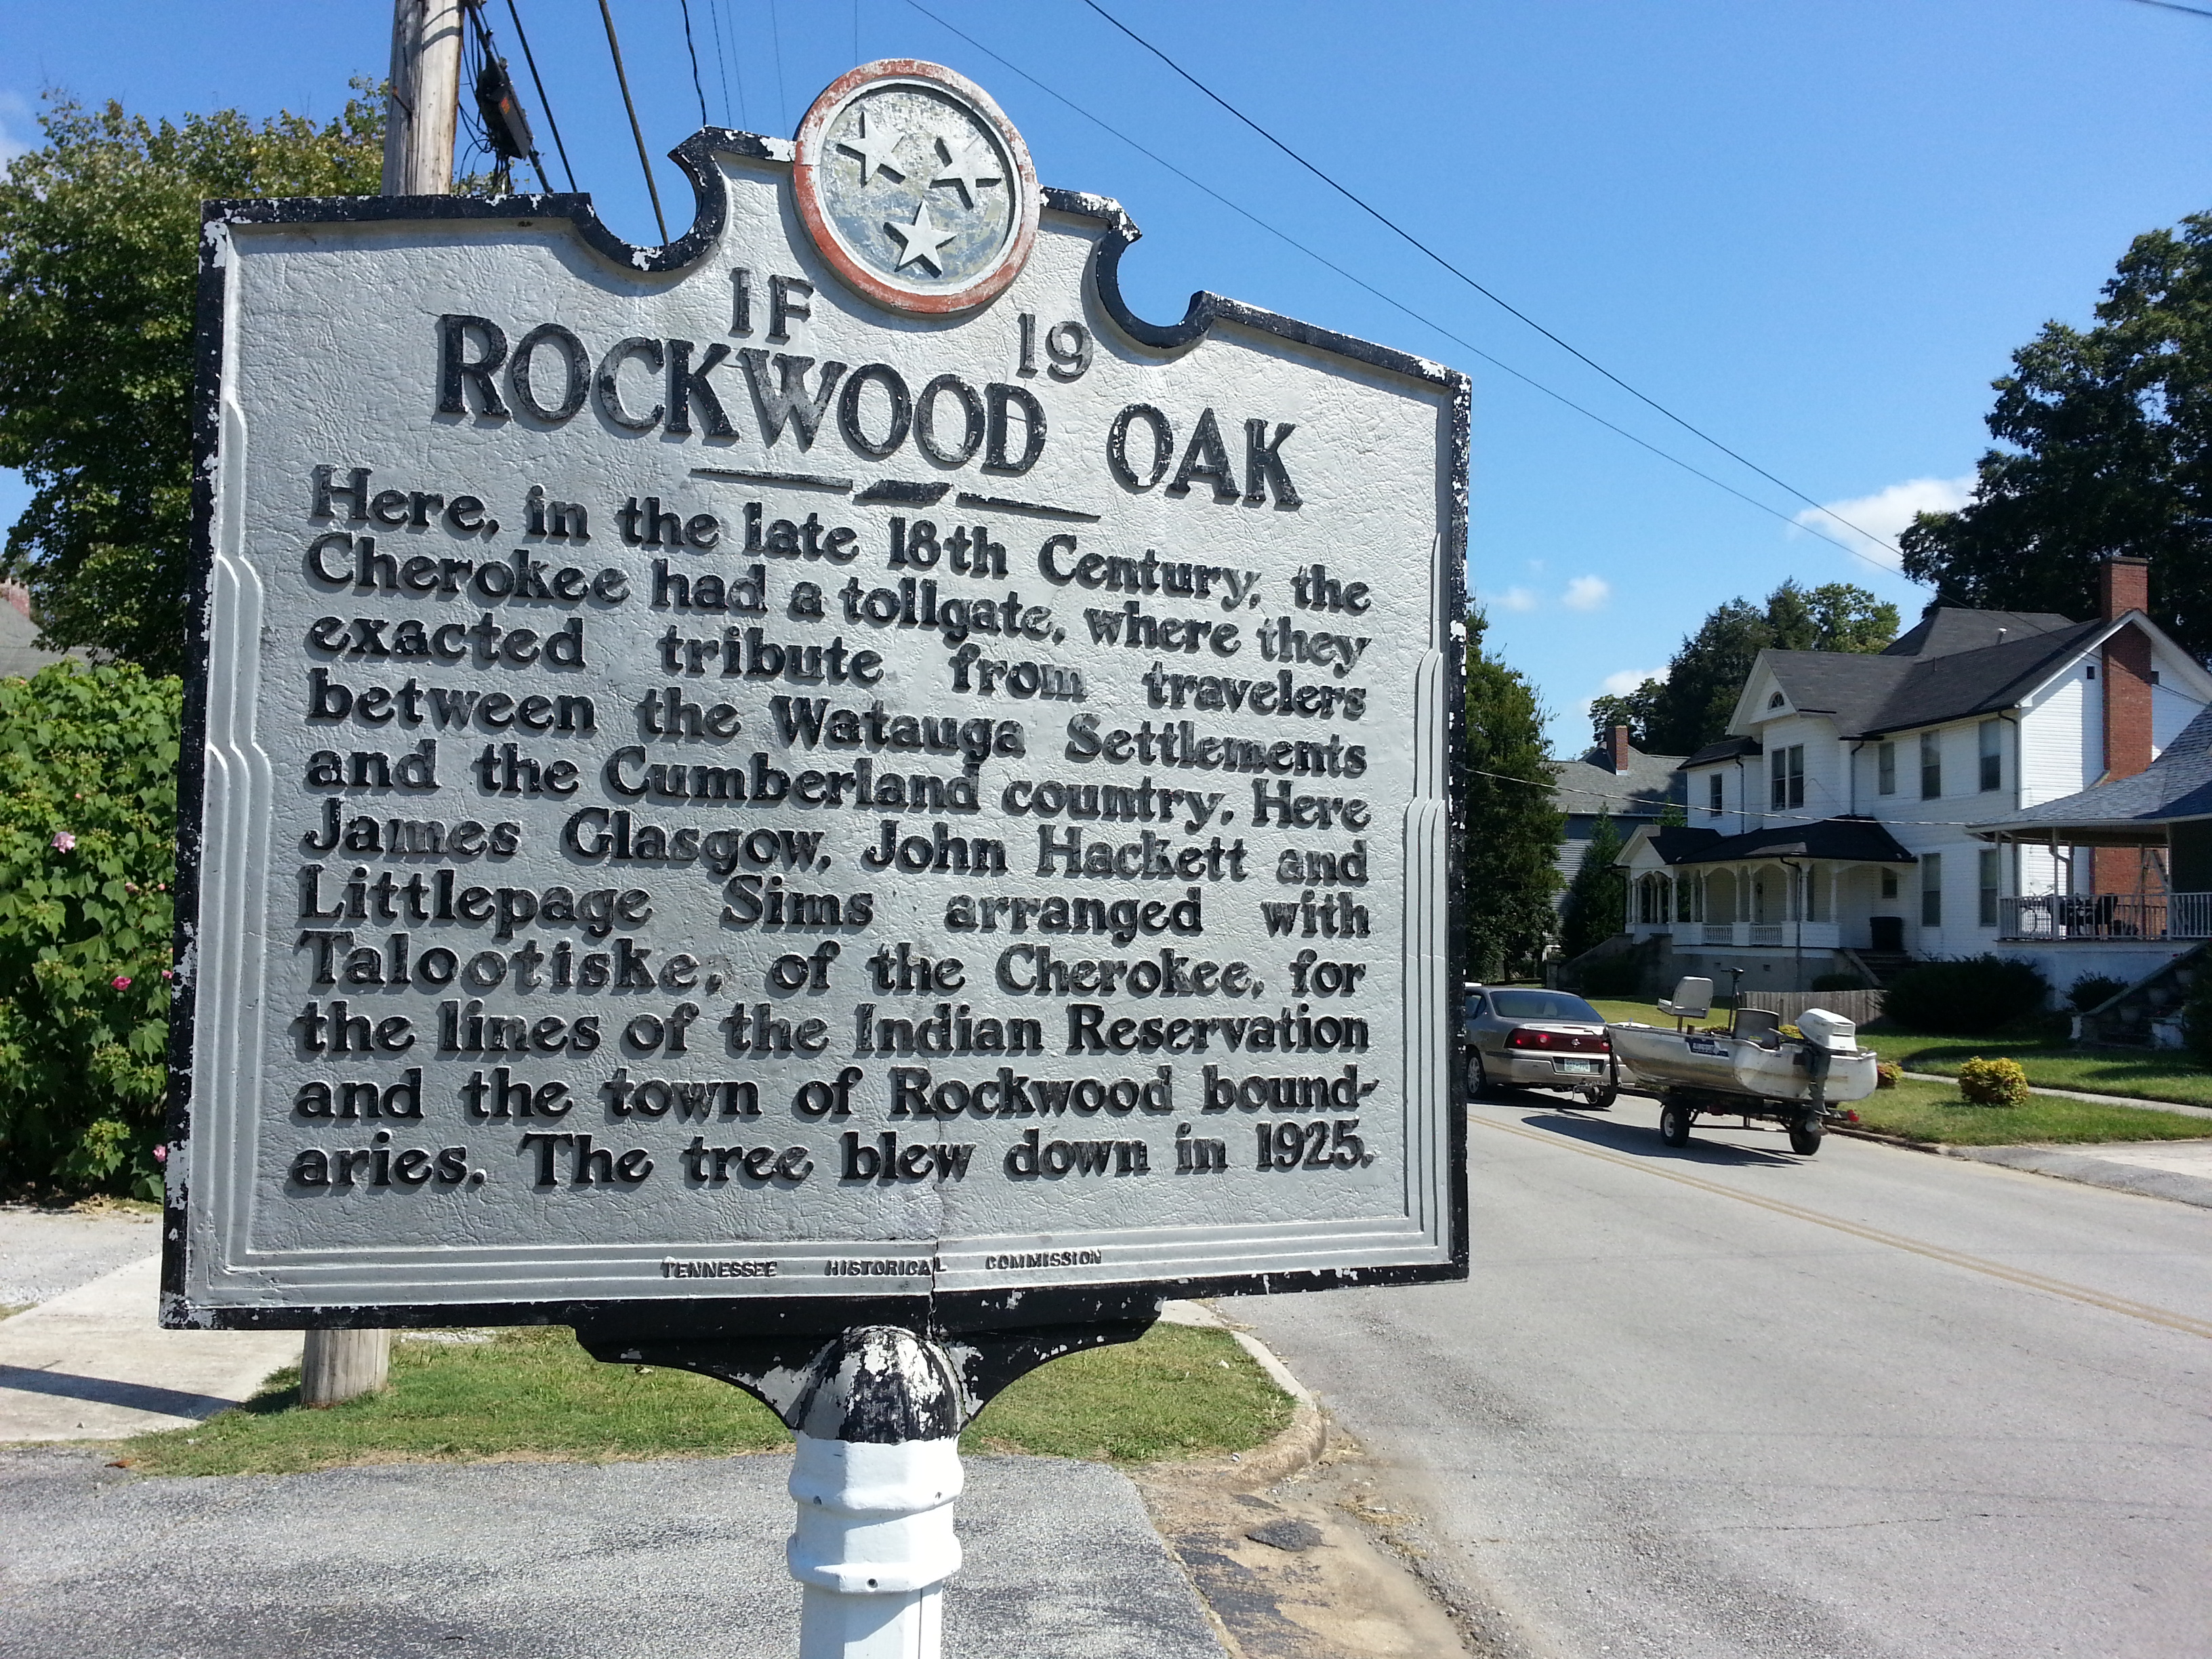 1F 19
ROCKWOOD OAK
Here, in the late 18th Century, the
Cherokee had a tollgate, where they
exacted tribute from travelers
between the Watauga Settlements
and the Cumberland country. Here
James Glasgow, John Hackett and
Littlepage Sims arranged with
Talootiske, of the Cherokee, for
the lines of the Indian Reservation
and the town of Rockwood bound-
aries. The tree blew down in 1925.
TENNESSEE HISTORICAL COMMISSION